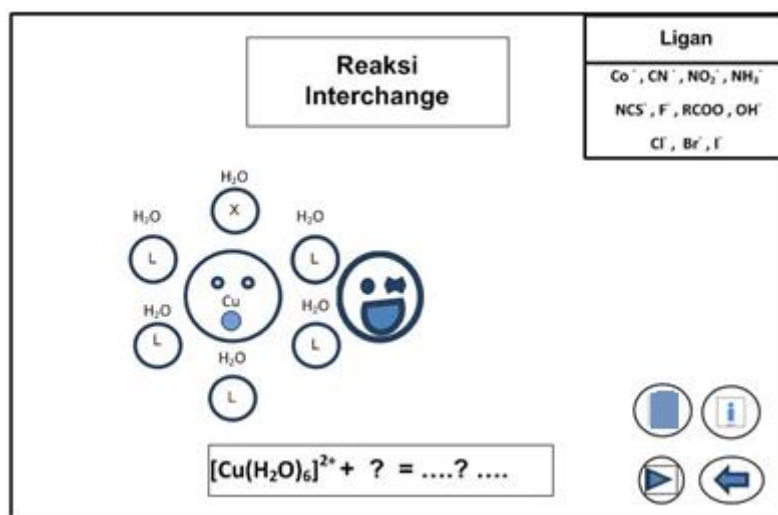 Reaksi
Interchange
Ligan
Co⁻, CN⁻, NO₂⁻, NH₃⁻
NCS⁻, F⁻, RCOO, OH⁻
Cl⁻, Br⁻, I⁻
H₂O
X
H₂O
H₂O
L
L
Cu
H₂O
H₂O
L
L
H₂O
L
i
[Cu(H₂O)₆]²⁺ + ? = ....? ....